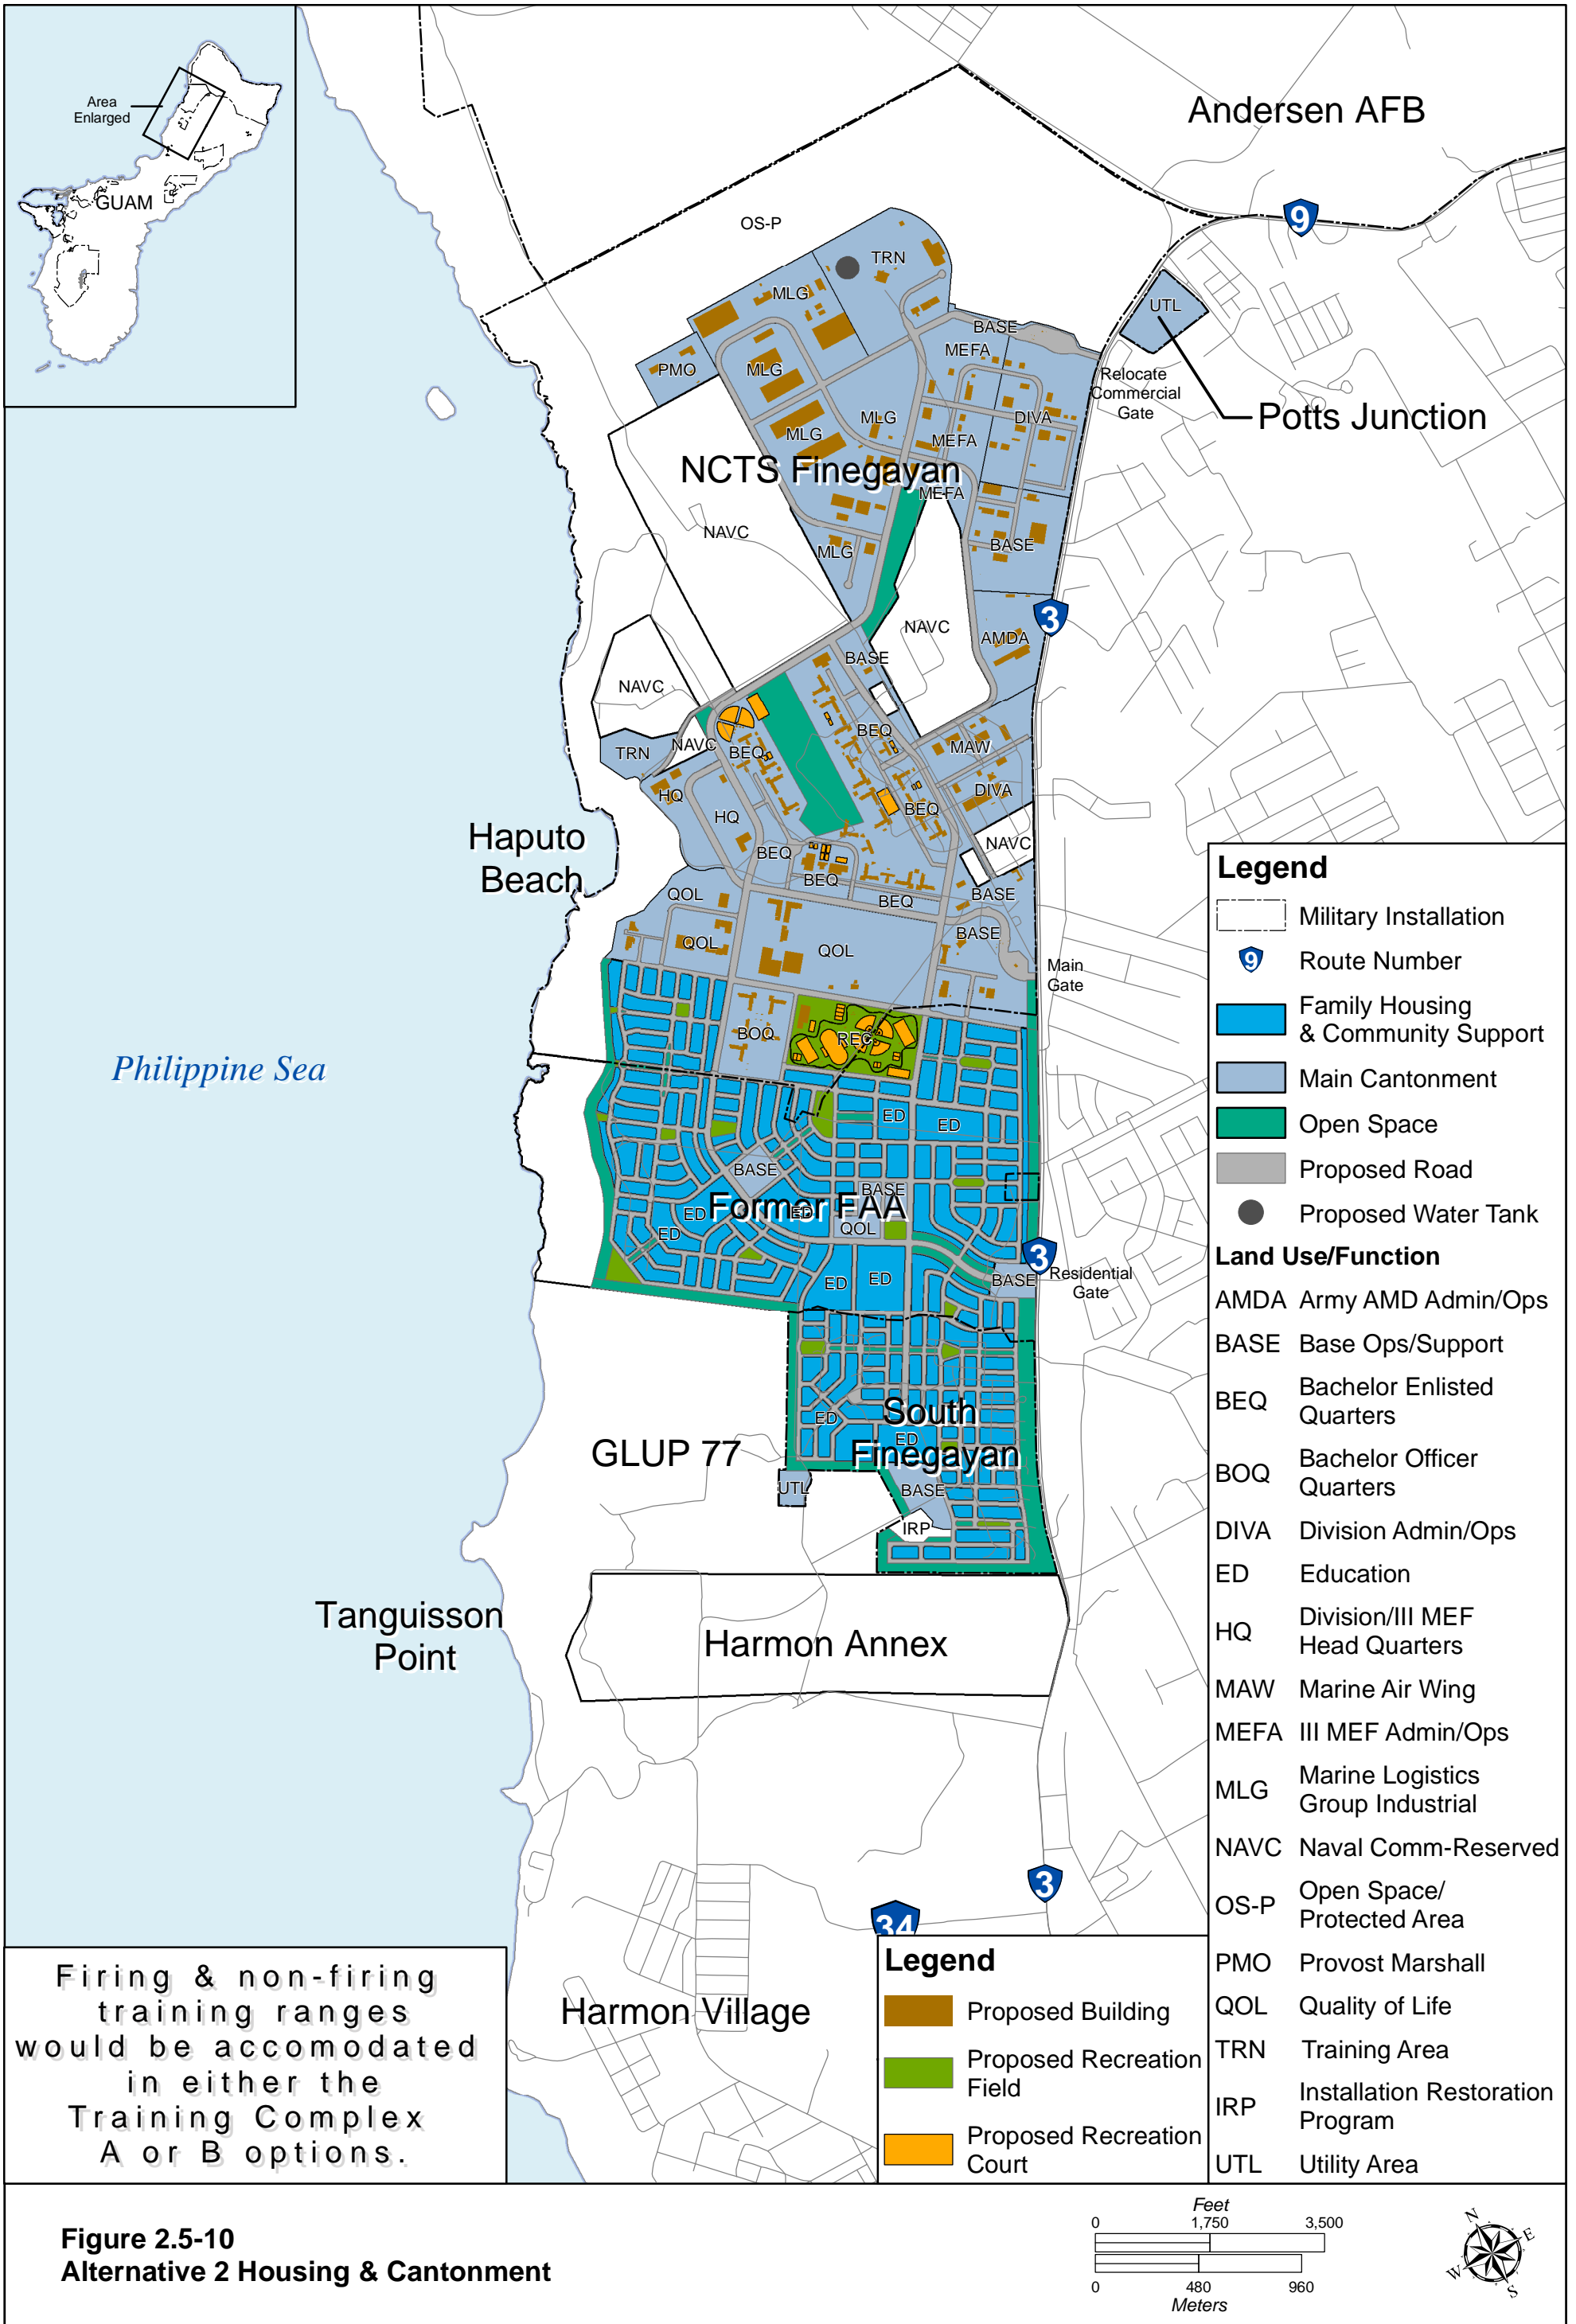 Area
Enlarged
GUAM
Andersen AFB
9
OS-P
TRN
MLG
UTL
BASE
MEFA
PMO
MLG
Relocate
Commercial
Gate
Potts Junction
MLG
DIVA
MLG
MEFA
NCTS Finegayan
MEFA
NAVC
BASE
MLG
3
NAVC
AMDA
BASE
NAVC
BEQ
TRN
NAVC
BEQ
MAW
HQ
DIVA
HQ
BEQ
Haputo
Beach
NAVC
BEQ
BEQ
QOL
BEQ
BASE
BASE
QOL
QOL
Main
Gate
BOQ
REC
Philippine Sea
ED
ED
BASE
BASE
Former FAA
ED
ED
QOL
ED
3
Residential
Gate
ED
ED
BASE
South
Finegayan
ED
ED
GLUP 77
UTL
BASE
IRP
Tanguisson
Point
Harmon Annex
3
34
Harmon Village
Legend
Military Installation
9
Route Number
Family Housing
& Community Support
Main Cantonment
Open Space
Proposed Road
Proposed Water Tank
Land Use/Function
AMDA Army AMD Admin/Ops
BASE Base Ops/Support
BEQ Bachelor Enlisted
Quarters
BOQ Bachelor Officer
Quarters
DIVA Division Admin/Ops
ED Education
HQ Division/III MEF
Head Quarters
MAW Marine Air Wing
MEFA III MEF Admin/Ops
MLG Marine Logistics
Group Industrial
NAVC Naval Comm-Reserved
OS-P Open Space/
Protected Area
PMO Provost Marshall
QOL Quality of Life
TRN Training Area
IRP Installation Restoration
Program
UTL Utility Area
Legend
Proposed Building
Proposed Recreation
Field
Proposed Recreation
Court
Firing & non-firing
training ranges
would be accomodated
in either the
Training Complex
A or B options.
Figure 2.5-10
Alternative 2 Housing & Cantonment
Feet
0 1,750 3,500
0 480 960
Meters
N
E
S
W